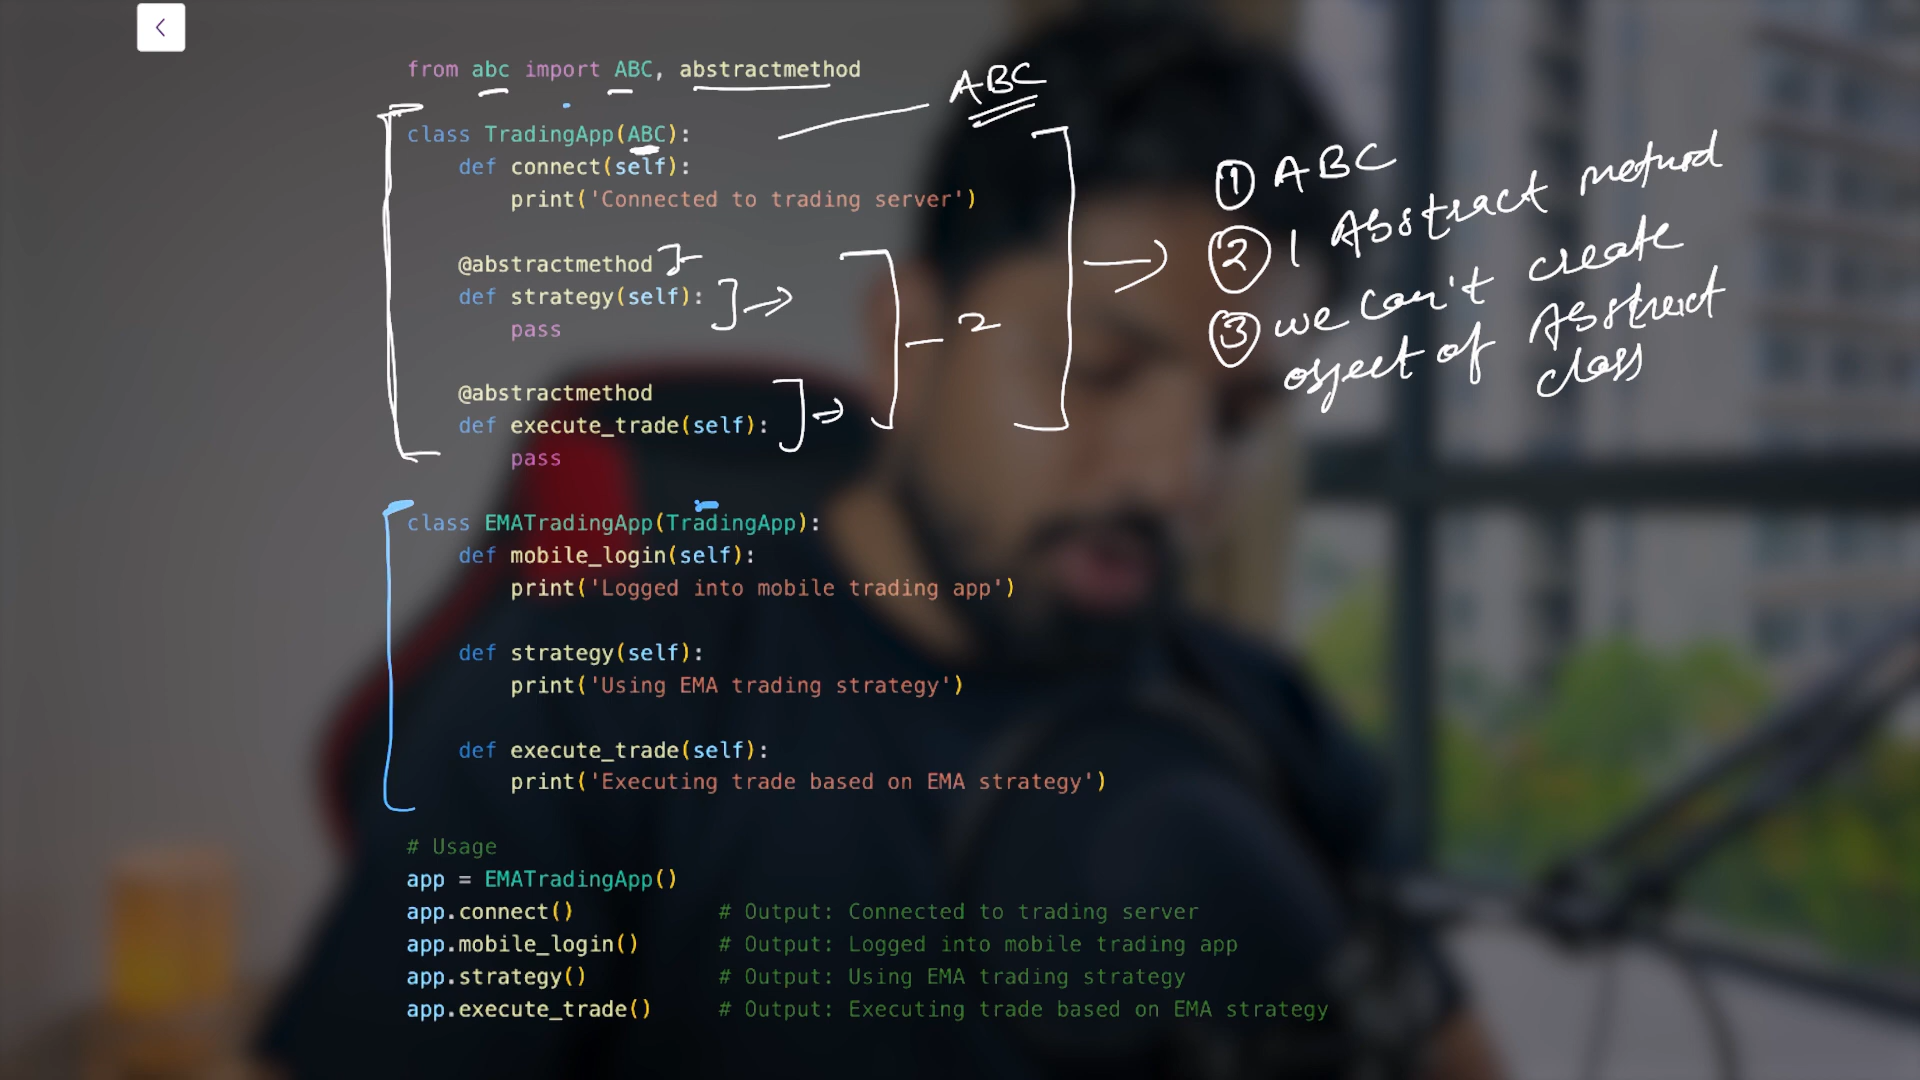 from abc import ABC, abstractmethod
ABC
class TradingApp(ABC):
def connect(self):
print('Connected to trading server')
@abstractmethod
def strategy(self):
pass
@abstractmethod
def execute_trade(self):
pass
2
① ABC
② 1 Abstract method
③ we can't create
object of Abstract
class
class EMATradingApp(TradingApp):
def mobile_login(self):
print('Logged into mobile trading app')
def strategy(self):
print('Using EMA trading strategy')
def execute_trade(self):
print('Executing trade based on EMA strategy')
# Usage
app = EMATradingApp()
app.connect() # Output: Connected to trading server
app.mobile_login() # Output: Logged into mobile trading app
app.strategy() # Output: Using EMA trading strategy
app.execute_trade() # Output: Executing trade based on EMA strategy